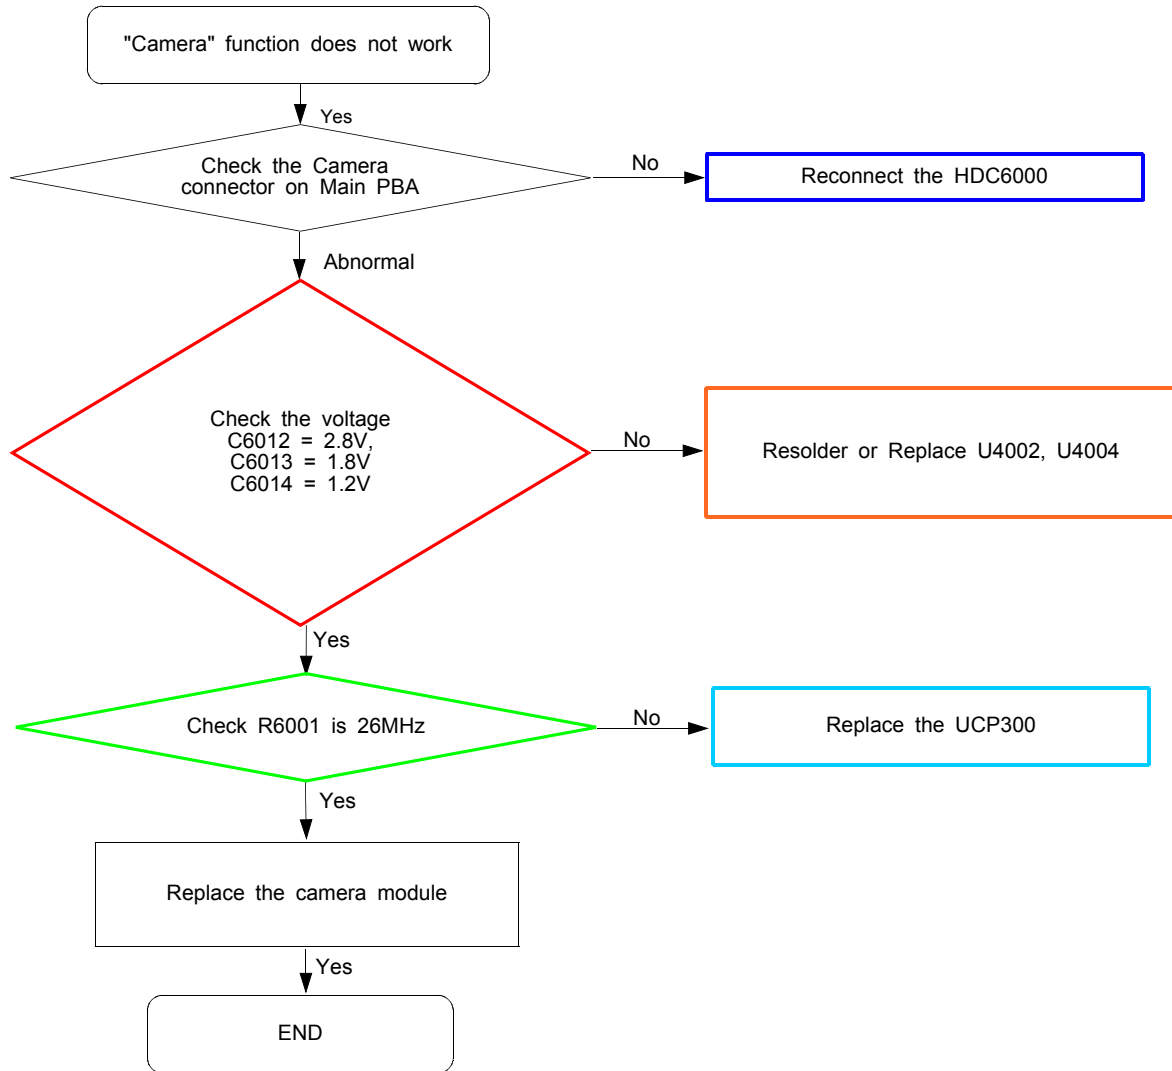 "Camera" function does not work
Yes
Check the Camera
connector on Main PBA
No
Reconnect the HDC6000
Abnormal
Check the voltage
C6012 = 2.8V,
C6013 = 1.8V
C6014 = 1.2V
No
Resolder or Replace U4002, U4004
Yes
Check R6001 is 26MHz
No
Replace the UCP300
Yes
Replace the camera module
Yes
END